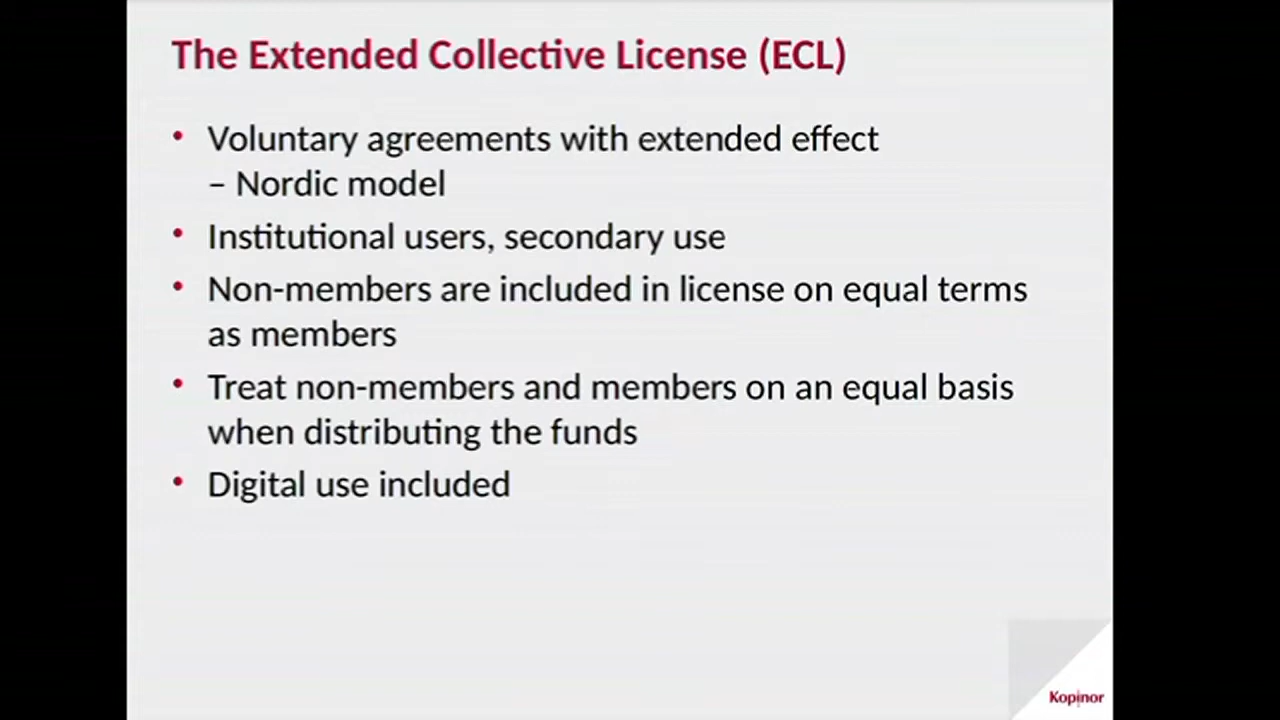 The Extended Collective License (ECL)
• Voluntary agreements with extended effect
– Nordic model
• Institutional users, secondary use
• Non-members are included in license on equal terms
as members
• Treat non-members and members on an equal basis
when distributing the funds
• Digital use included
Kopinor